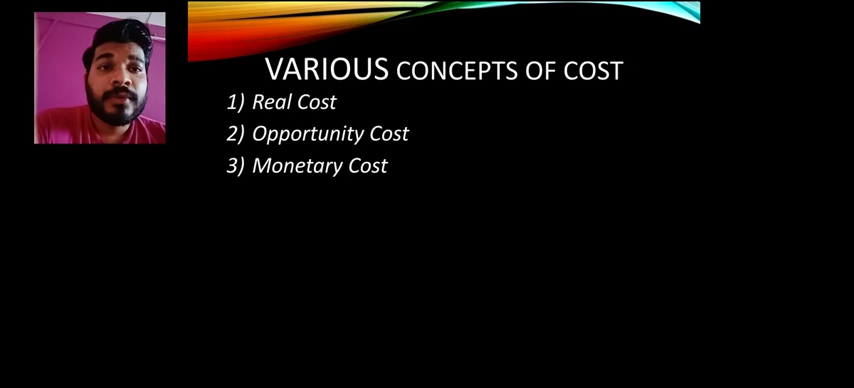 VARIOUS CONCEPTS OF COST
1) Real Cost
2) Opportunity Cost
3) Monetary Cost